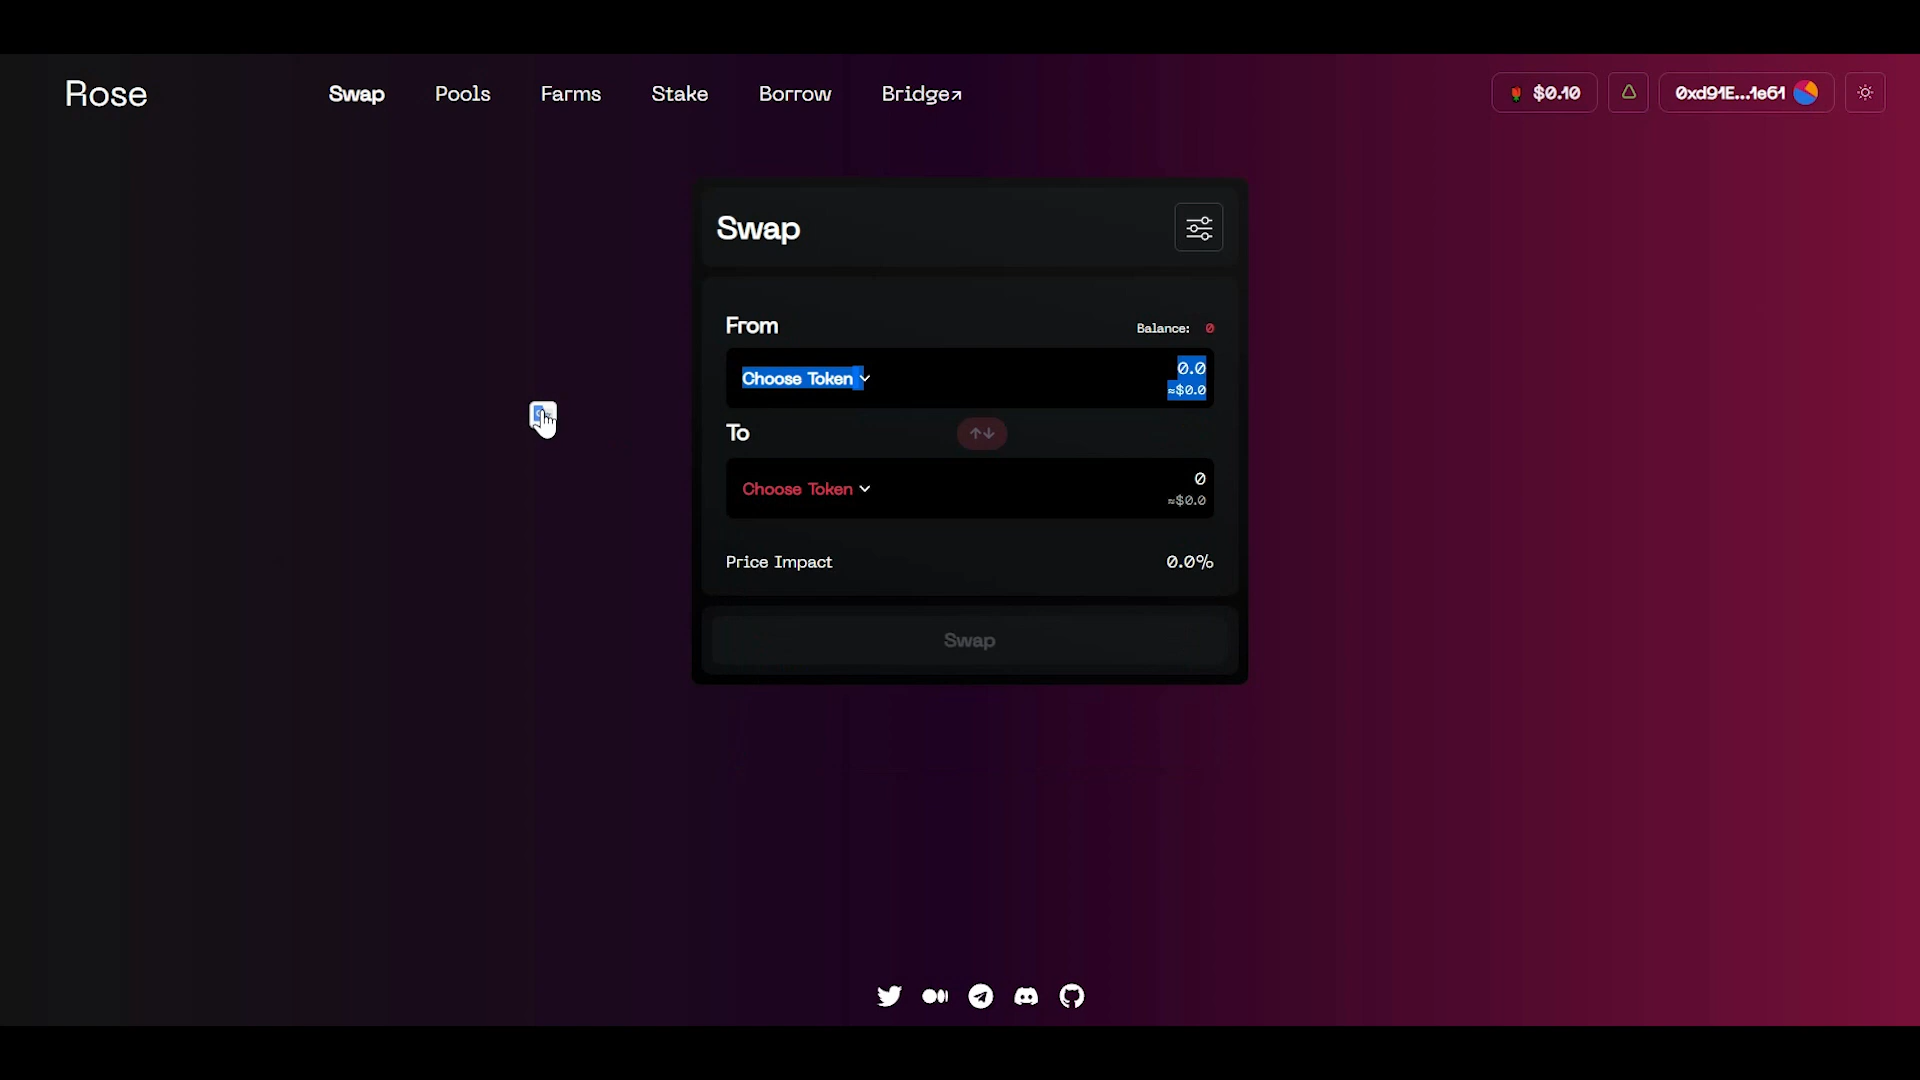 Rose
Swap
Pools
Farms
Stake
Borrow
Bridge↗
$0.10
0xd91E...1e61
Swap
From
Balance: 0
Choose Token
0.0
≈$0.0
To
Choose Token
0
≈$0.0
Price Impact
0.0%
Swap